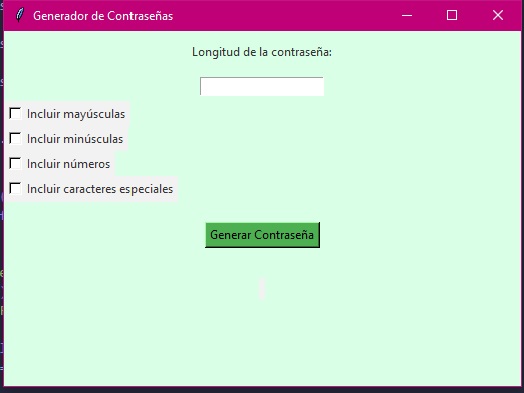 Generador de Contraseñas
Longitud de la contraseña:
Incluir mayúsculas
Incluir minúsculas
Incluir números
Incluir caracteres especiales
Generar Contraseña